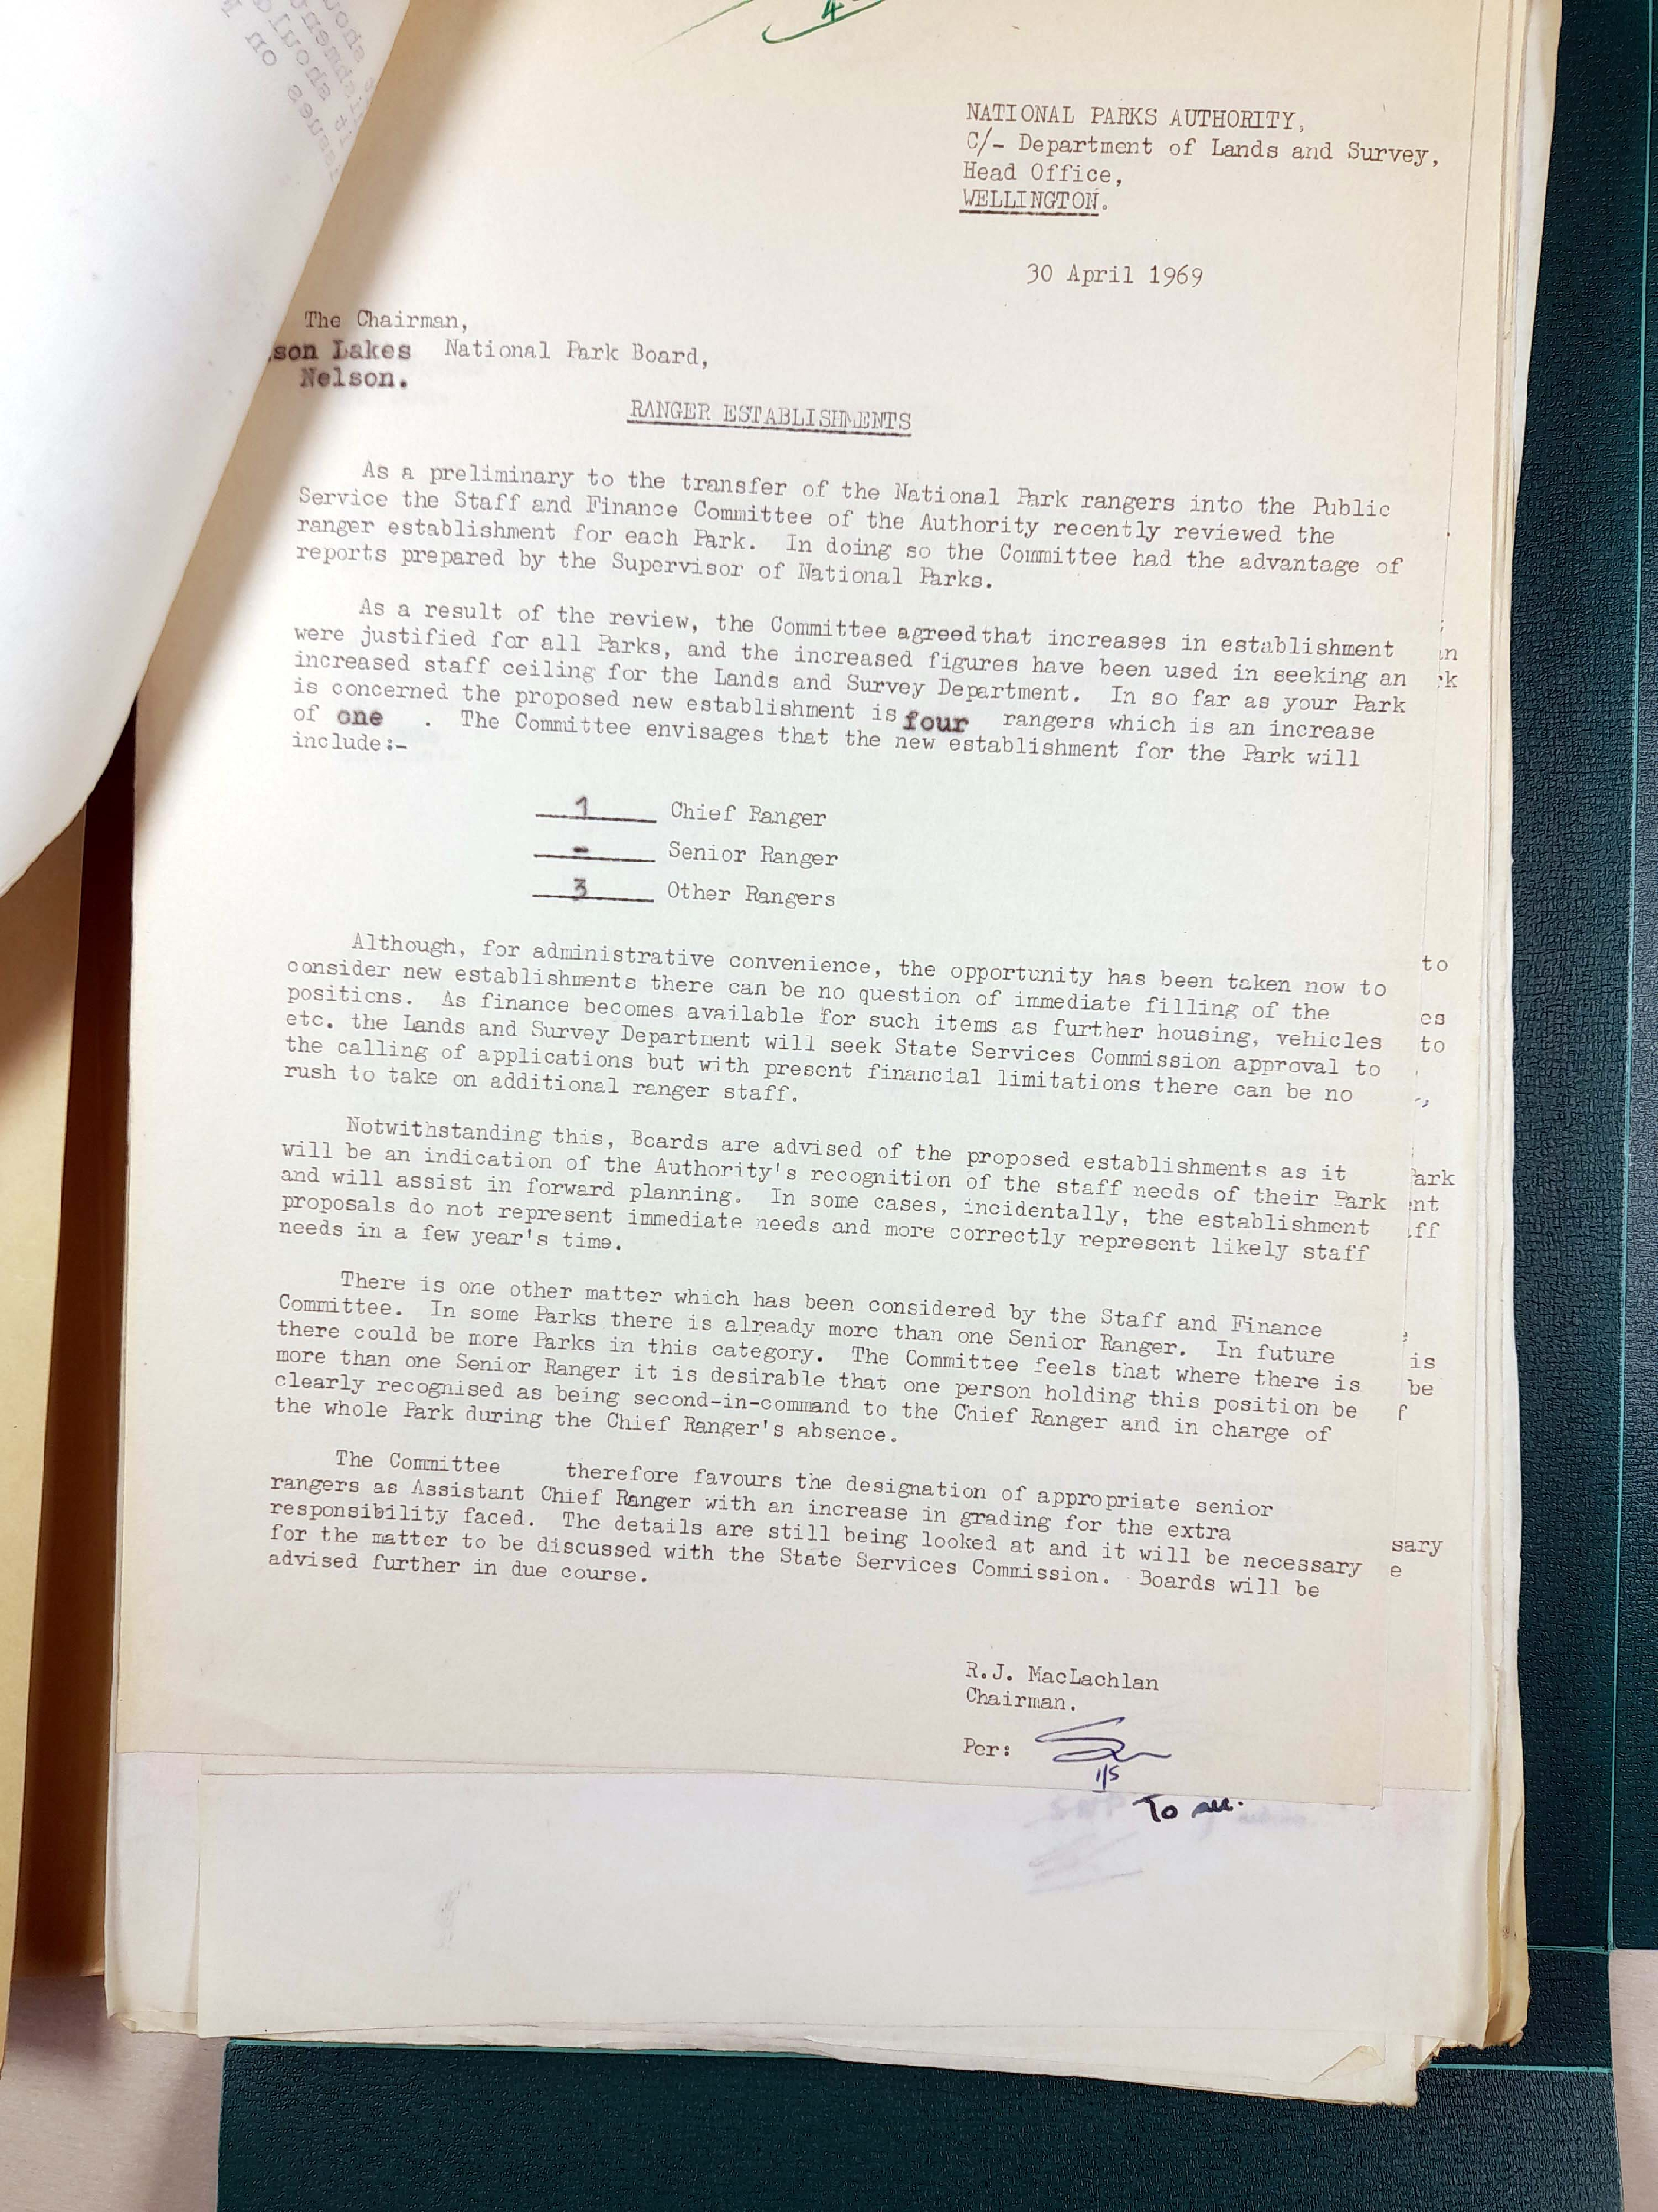 NATIONAL PARKS AUTHORITY,
C/- Department of Lands and Survey,
Head Office,
WELLINGTON.
30 April 1969
The Chairman,
son Lakes National Park Board,
Nelson.
RANGER ESTABLISHMENTS
As a preliminary to the transfer of the National Park rangers into the Public
Service the Staff and Finance Committee of the Authority recently reviewed the
ranger establishment for each Park. In doing so the Committee had the advantage of
reports prepared by the Supervisor of National Parks.
As a result of the review, the Committee agreed that increases in establishment
were justified for all Parks, and the increased figures have been used in seeking an
increased staff ceiling for the Lands and Survey Department. In so far as your Park
is concerned the proposed new establishment is four rangers which is an increase
of one . The Committee envisages that the new establishment for the Park will
include:-
1 Chief Ranger
- Senior Ranger
3 Other Rangers
Although, for administrative convenience, the opportunity has been taken now to
consider new establishments there can be no question of immediate filling of the
positions. As finance becomes available for such items as further housing, vehicles
etc. the Lands and Survey Department will seek State Services Commission approval to
the calling of applications but with present financial limitations there can be no
rush to take on additional ranger staff.
Notwithstanding this, Boards are advised of the proposed establishments as it
will be an indication of the Authority's recognition of the staff needs of their Park
and will assist in forward planning. In some cases, incidentally, the establishment
proposals do not represent immediate needs and more correctly represent likely staff
needs in a few year's time.
There is one other matter which has been considered by the Staff and Finance
Committee. In some Parks there is already more than one Senior Ranger. In future
there could be more Parks in this category. The Committee feels that where there is
more than one Senior Ranger it is desirable that one person holding this position be
clearly recognised as being second-in-command to the Chief Ranger and in charge of
the whole Park during the Chief Ranger's absence.
The Committee therefore favours the designation of appropriate senior
rangers as Assistant Chief Ranger with an increase in grading for the extra
responsibility faced. The details are still being looked at and it will be necessary
for the matter to be discussed with the State Services Commission. Boards will be
advised further in due course.
R.J. MacLachlan
Chairman.
Per:
1/5
To all.